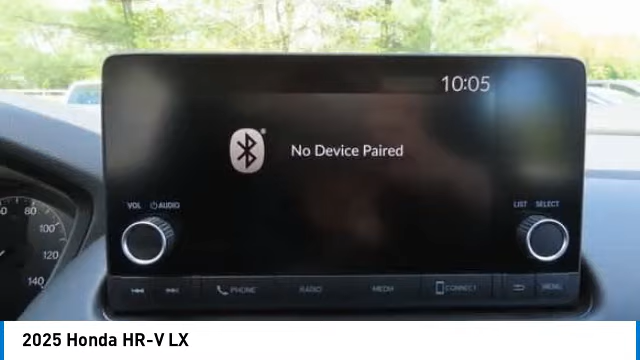 10:05
No Device Paired
VOL AUDIO
LIST SELECT
60 80
100
120
140
PHONE RADIO MEDIA CONNECT MENU
2025 Honda HR-V LX